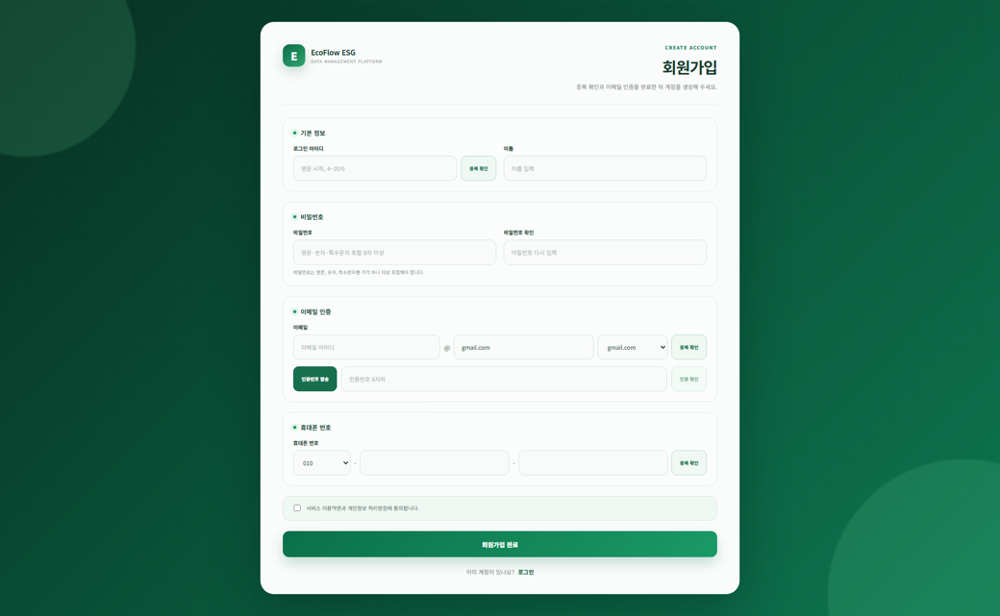 E
EcoFlow ESG
DATA MANAGEMENT PLATFORM
CREATE ACCOUNT
회원가입
중복 확인과 이메일 인증을 완료한 뒤 계정을 생성해 주세요.
기본 정보
로그인 아이디
이름
영문 시작, 4~20자
중복 확인
이름 입력
비밀번호
비밀번호
비밀번호 확인
영문·숫자·특수문자 포함 8자 이상
비밀번호 다시 입력
비밀번호는 영문, 숫자, 특수문자를 각각 하나 이상 포함해야 합니다.
이메일 인증
이메일
이메일 아이디
@
gmail.com
gmail.com
중복 확인
인증번호 발송
인증번호 6자리
인증 확인
휴대폰 번호
휴대폰 번호
010
-
-
중복 확인
서비스 이용약관과 개인정보 처리방침에 동의합니다.
회원가입 완료
이미 계정이 있나요? 로그인